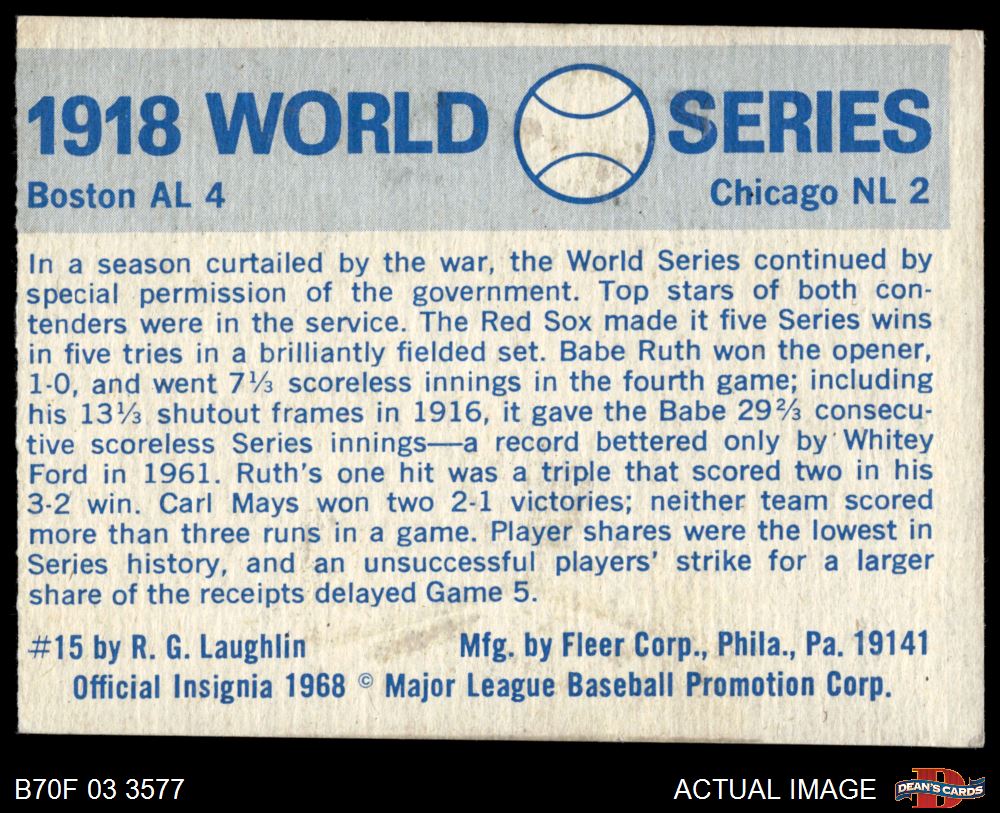 1918 WORLD SERIES
Boston AL 4 Chicago NL 2
In a season curtailed by the war, the World Series continued by
special permission of the government. Top stars of both con-
tenders were in the service. The Red Sox made it five Series wins
in five tries in a brilliantly fielded set. Babe Ruth won the opener,
1-0, and went 7⅓ scoreless innings in the fourth game; including
his 13⅓ shutout frames in 1916, it gave the Babe 29⅔ consecu-
tive scoreless Series innings—a record bettered only by Whitey
Ford in 1961. Ruth's one hit was a triple that scored two in his
3-2 win. Carl Mays won two 2-1 victories; neither team scored
more than three runs in a game. Player shares were the lowest in
Series history, and an unsuccessful players' strike for a larger
share of the receipts delayed Game 5.
#15 by R. G. Laughlin Mfg. by Fleer Corp., Phila., Pa. 19141
Official Insignia 1968 © Major League Baseball Promotion Corp.
B70F 03 3577 ACTUAL IMAGE D DEAN'S CARDS